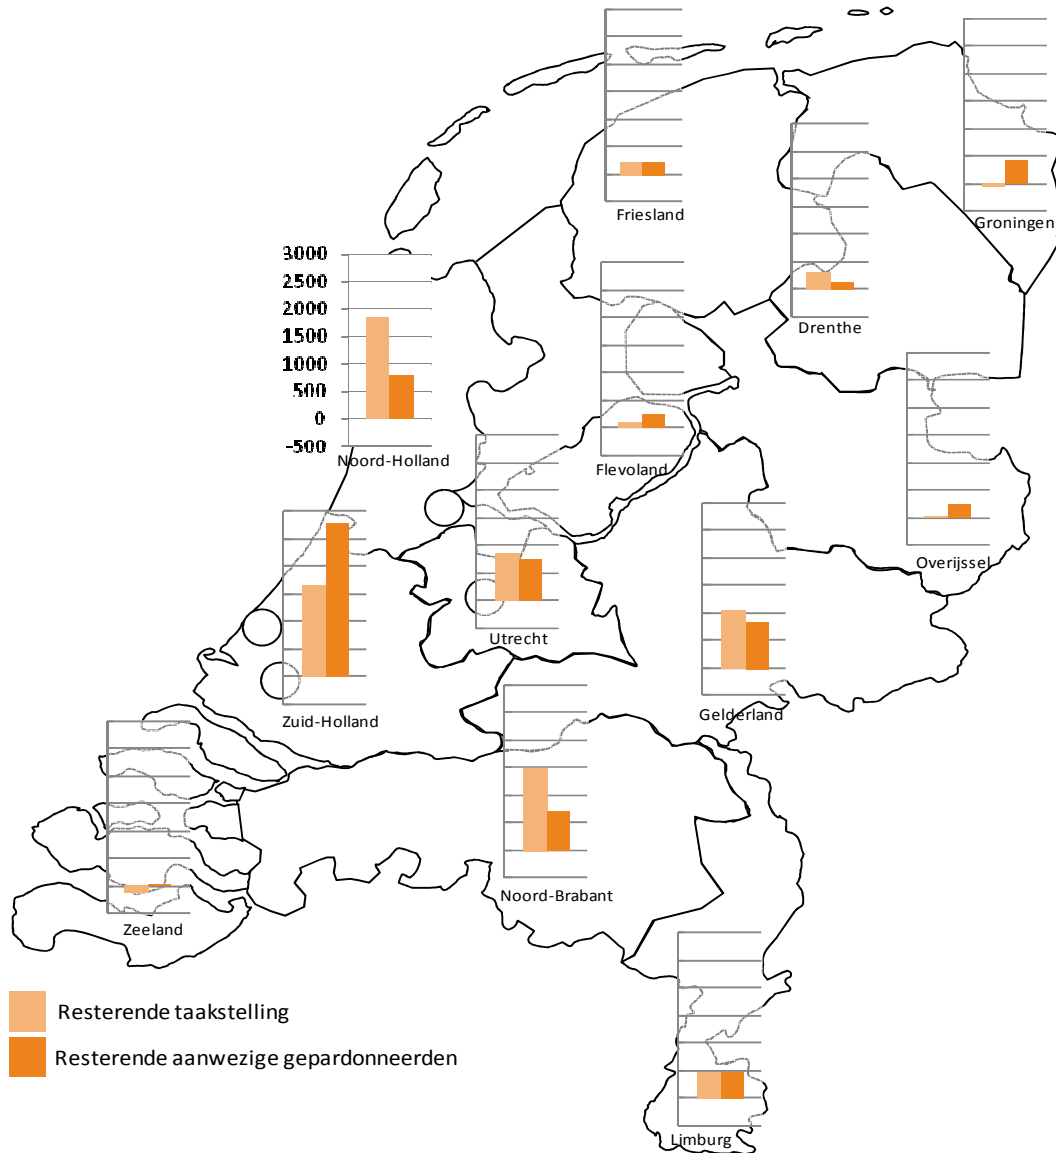 Friesland
Groningen
Drenthe
3000
2500
2000
1500
1000
500
0
-500
Noord-Holland
Flevoland
Overijssel
Utrecht
Zuid-Holland
Gelderland
Noord-Brabant
Zeeland
Resterende taakstelling
Resterende aanwezige gepardonneerden
Limburg